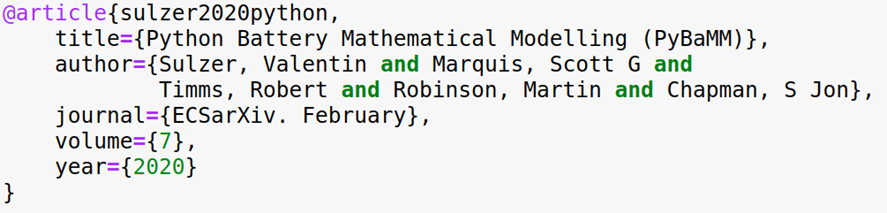 @article{sulzer2020python,
    title={Python Battery Mathematical Modelling (PyBaMM)},
    author={Sulzer, Valentin and Marquis, Scott G and
            Timms, Robert and Robinson, Martin and Chapman, S Jon},
    journal={ECSarXiv. February},
    volume={7},
    year={2020}
}